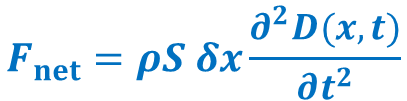 F_net = ρS δx ∂²D(x, t)/∂t²